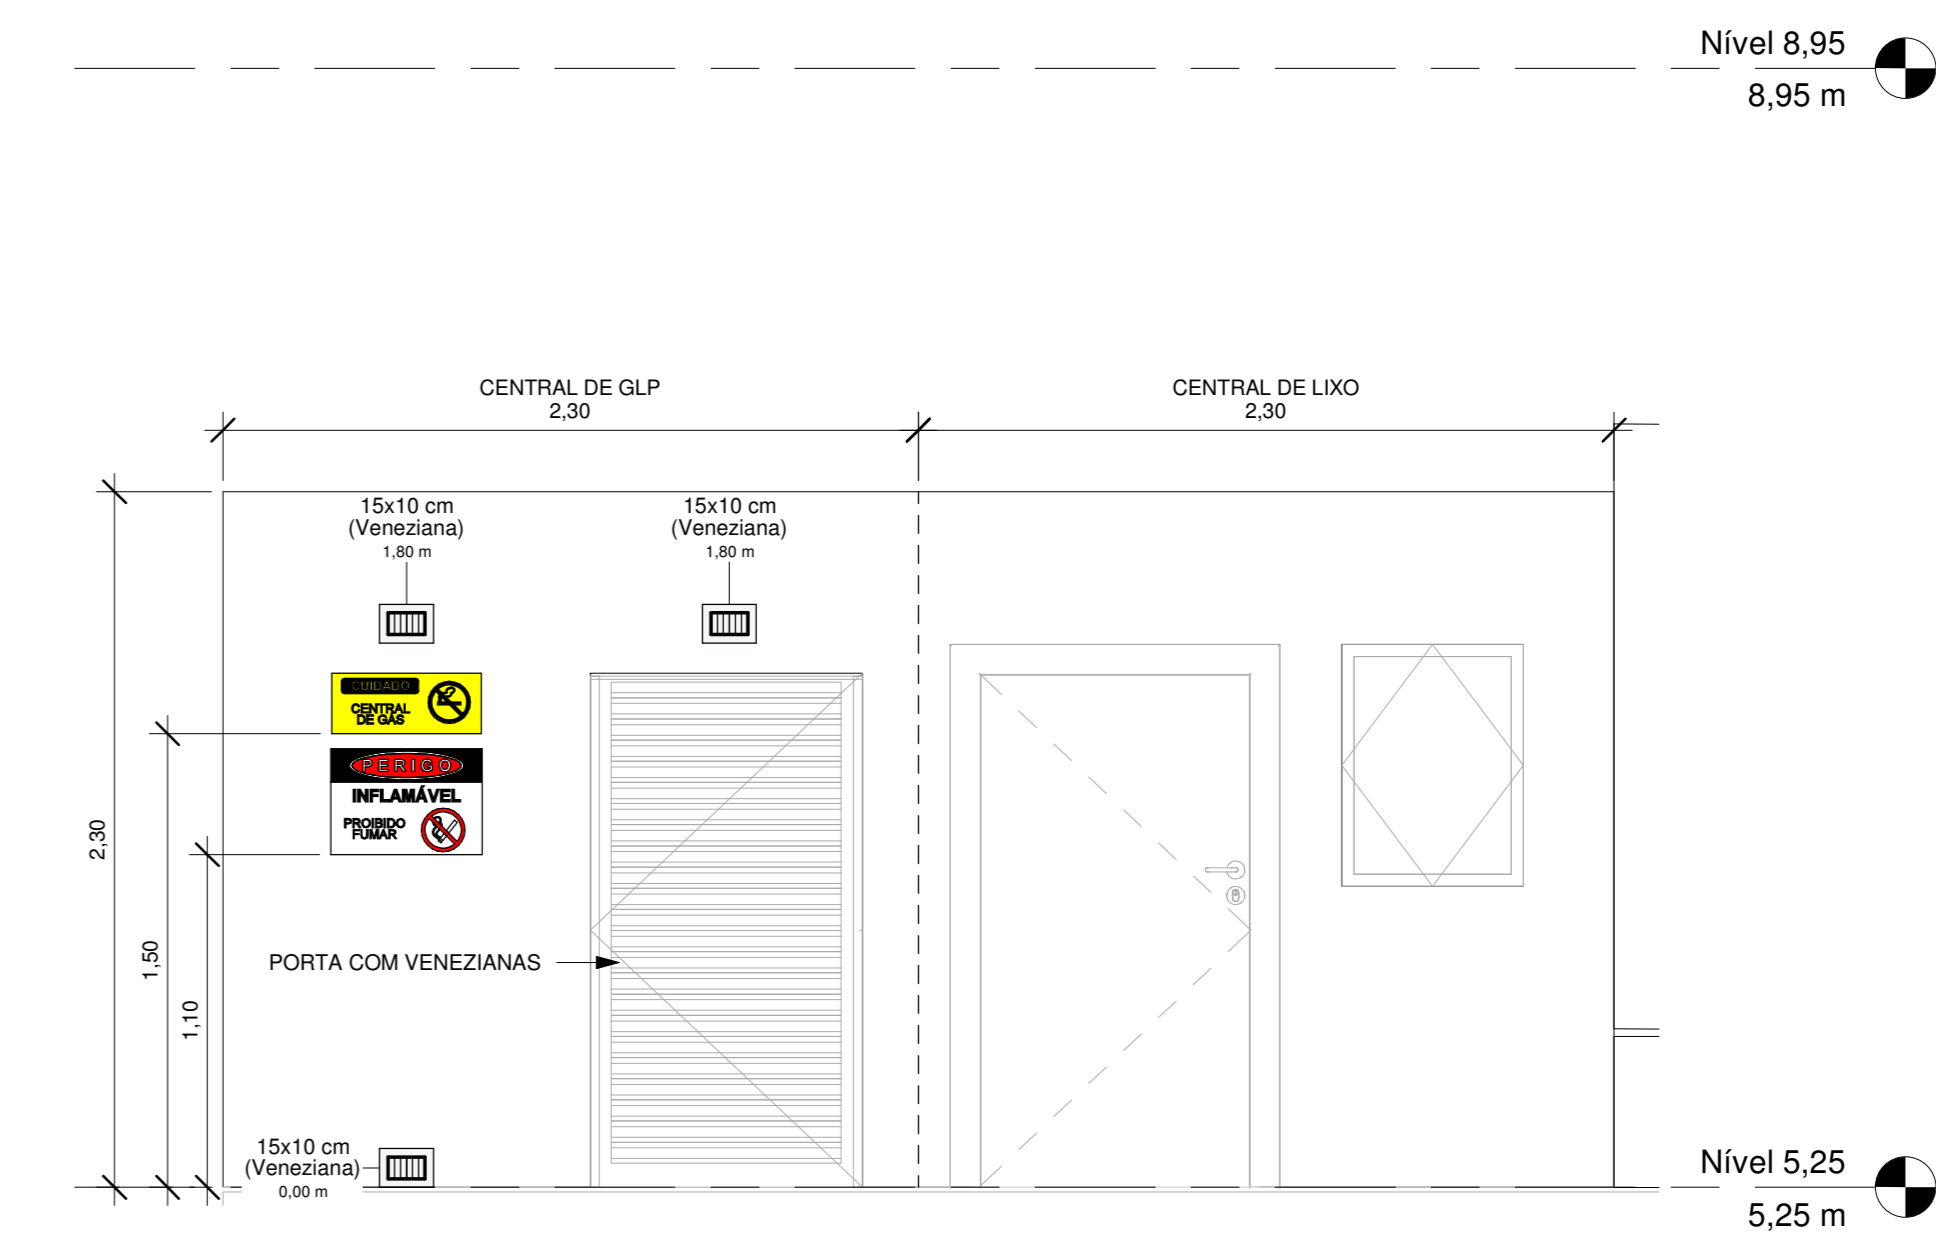 Nível 8,95
8,95 m
CENTRAL DE GLP
2,30
CENTRAL DE LIXO
2,30
15x10 cm
(Veneziana)
1,80 m
15x10 cm
(Veneziana)
1,80 m
CUIDADO
CENTRAL
DE GÁS
PERIGO
INFLAMÁVEL
PROIBIDO
FUMAR
2,30
1,50
1,10
PORTA COM VENEZIANAS
15x10 cm
(Veneziana)
0,00 m
Nível 5,25
5,25 m